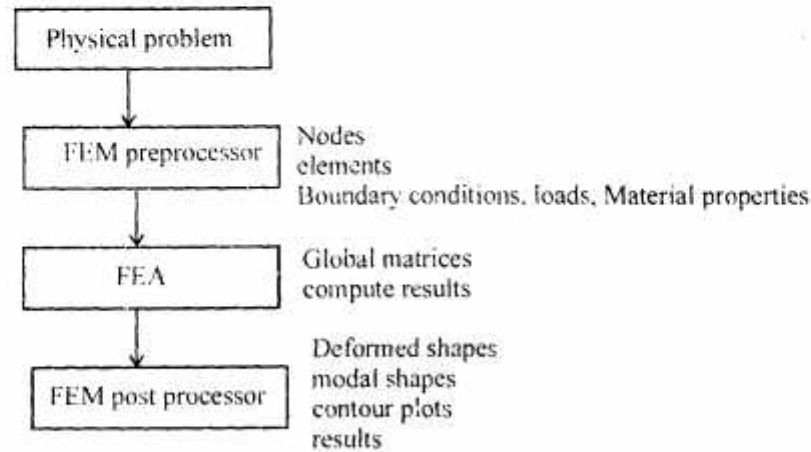 Physical problem
FEM preprocessor
Nodes
elements
Boundary conditions, loads, Material properties
FEA
Global matrices
compute results
FEM post processor
Deformed shapes
modal shapes
contour plots
results